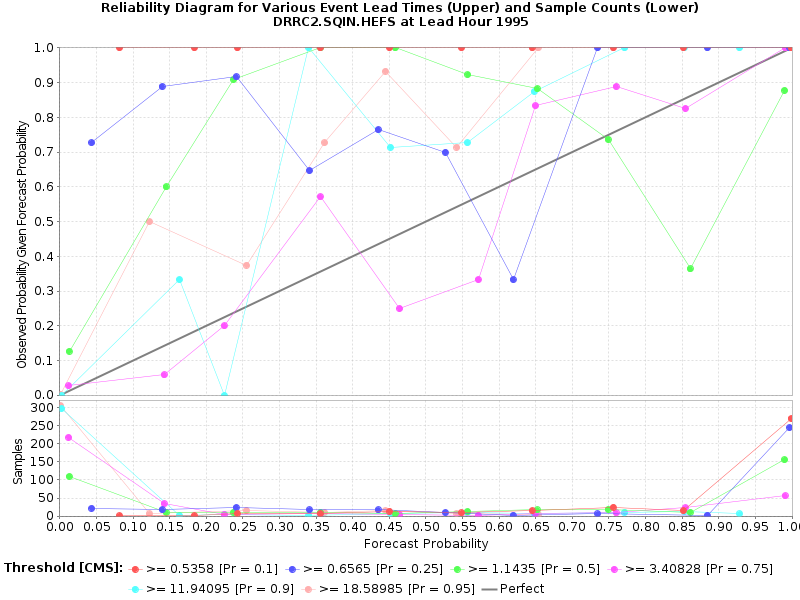 Reliability Diagram for Various Event Lead Times (Upper) and Sample Counts (Lower)
DRRC2.SQIN.HEFS at Lead Hour 1995
Observed Probability Given Forecast Probability
1.0
0.9
0.8
0.7
0.6
0.5
0.4
0.3
0.2
0.1
0.0
Samples
300
250
200
150
100
50
0
0.00 0.05 0.10 0.15 0.20 0.25 0.30 0.35 0.40 0.45 0.50 0.55 0.60 0.65 0.70 0.75 0.80 0.85 0.90 0.95 1.0
Forecast Probability
Threshold [CMS]: >= 0.5358 [Pr = 0.1] >= 0.6565 [Pr = 0.25] >= 1.1435 [Pr = 0.5] >= 3.40828 [Pr = 0.75]
>= 11.94095 [Pr = 0.9] >= 18.58985 [Pr = 0.95] Perfect